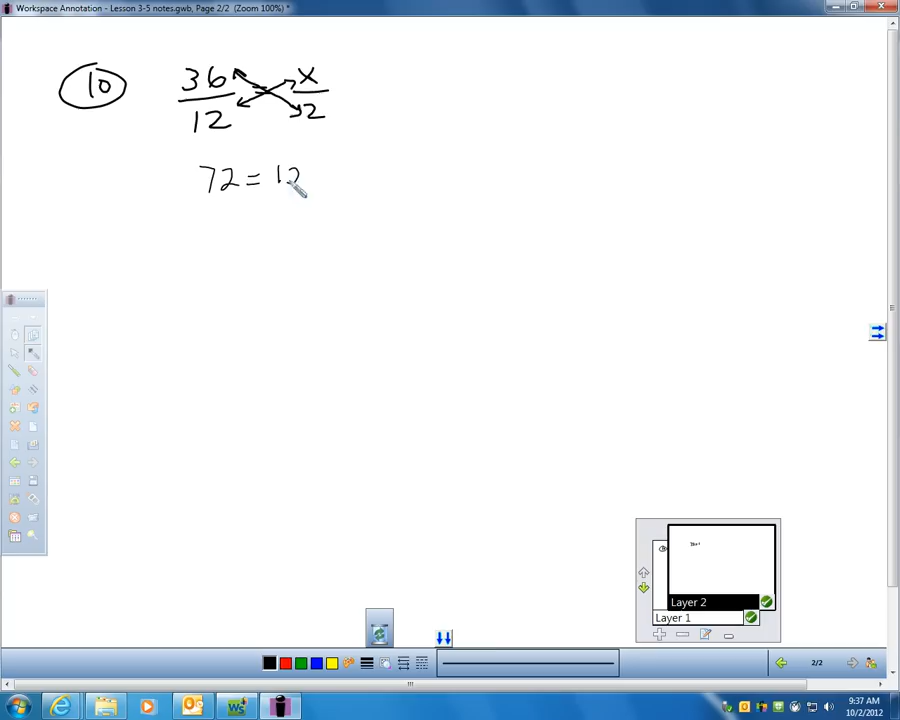 Workspace Annotation - Lesson 3-5 notes.gwb, Page 2/2 (Zoom 100%) *
10
36 x
12 2
72 = 12
Layer 2
Layer 1
2/2
9:37 AM
10/2/2012